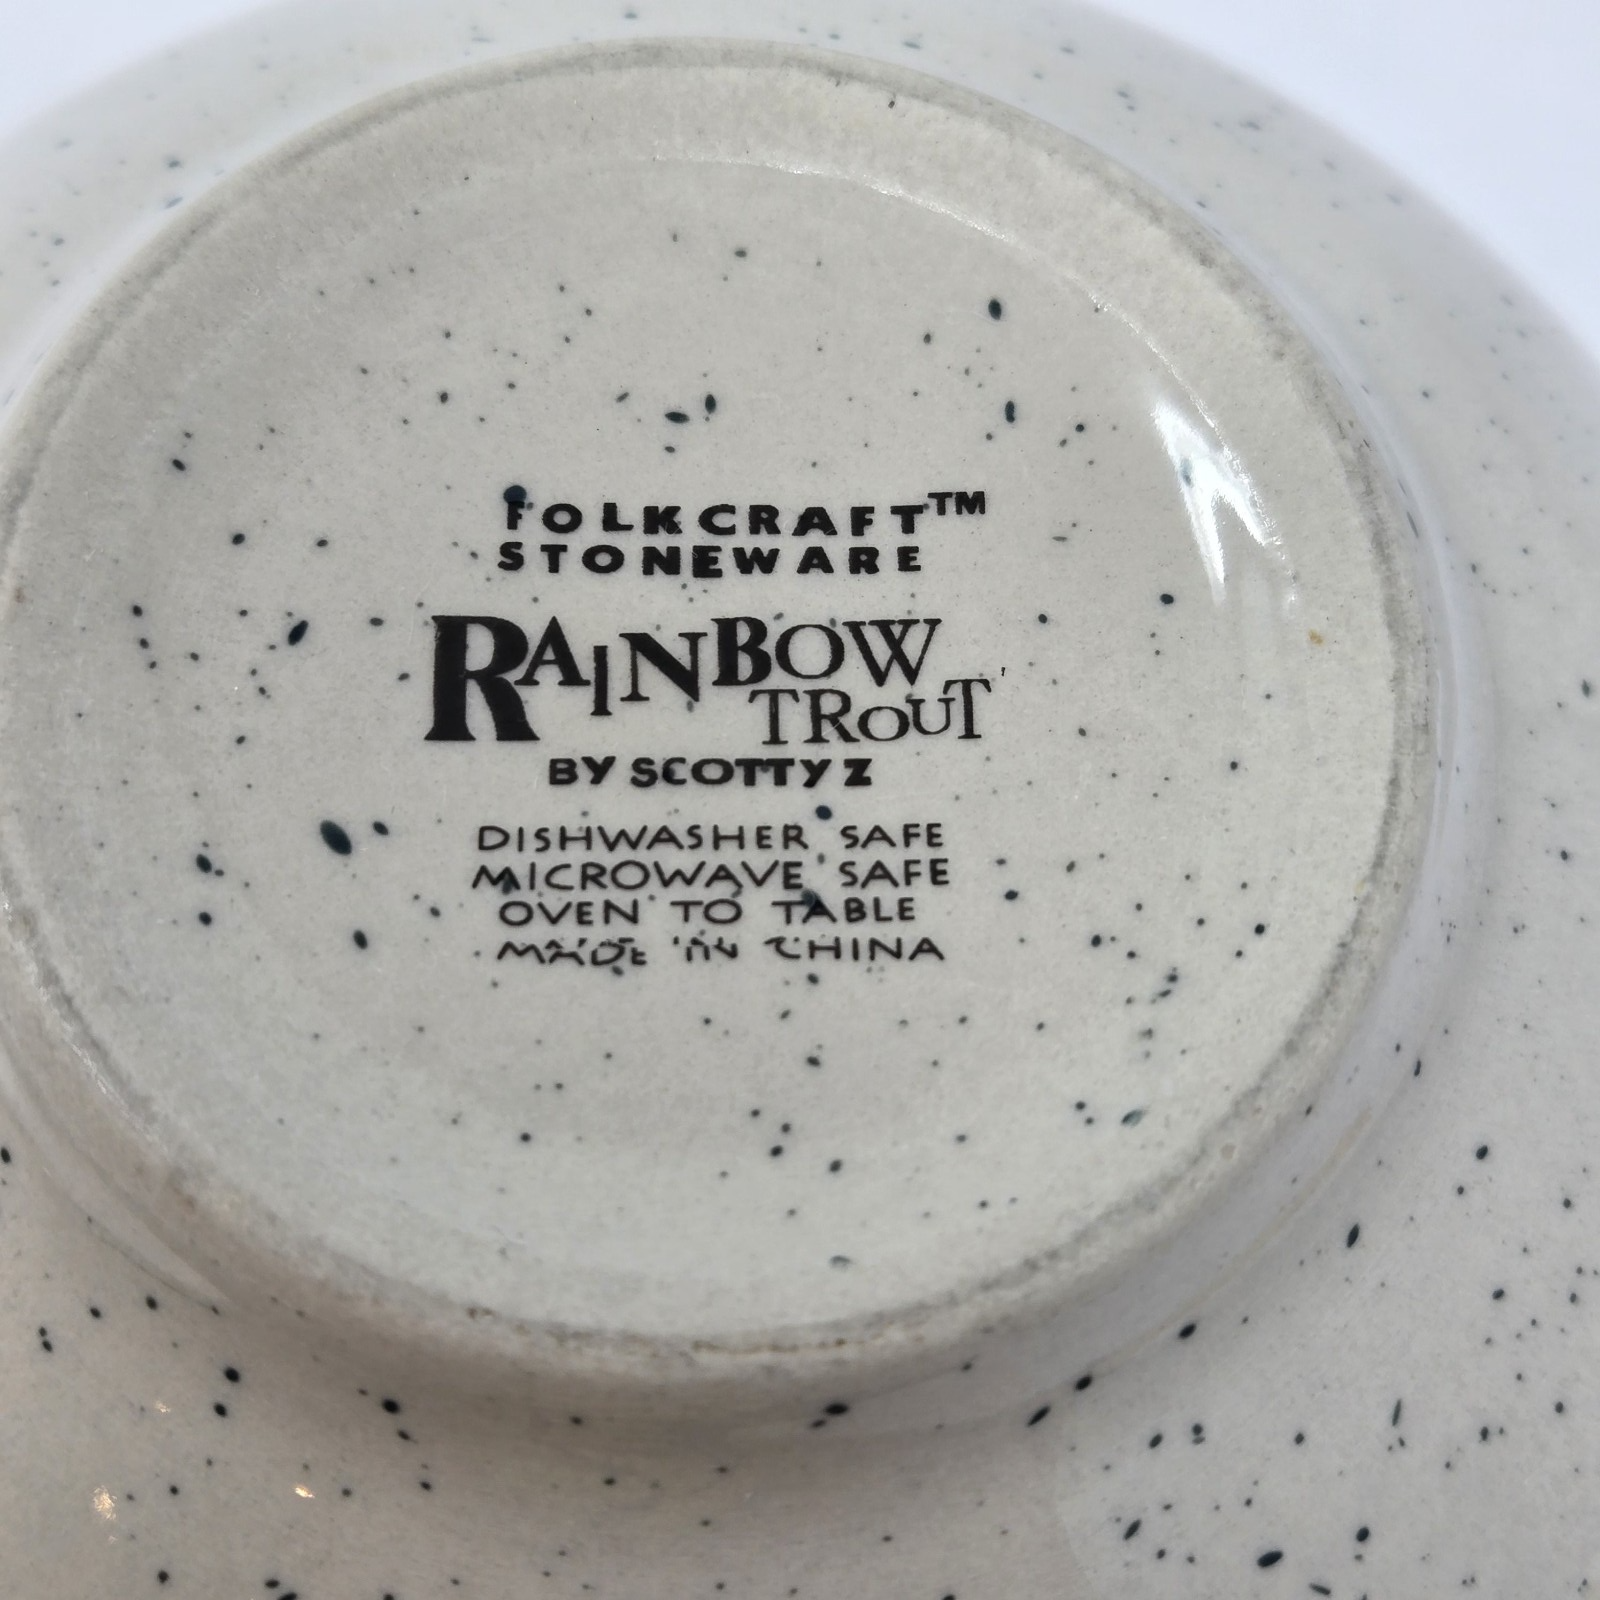 FOLKCRAFT™
STONEWARE
RAINBOW
TROUT
BY SCOTTY Z
DISHWASHER SAFE
MICROWAVE SAFE
OVEN TO TABLE
MADE IN CHINA